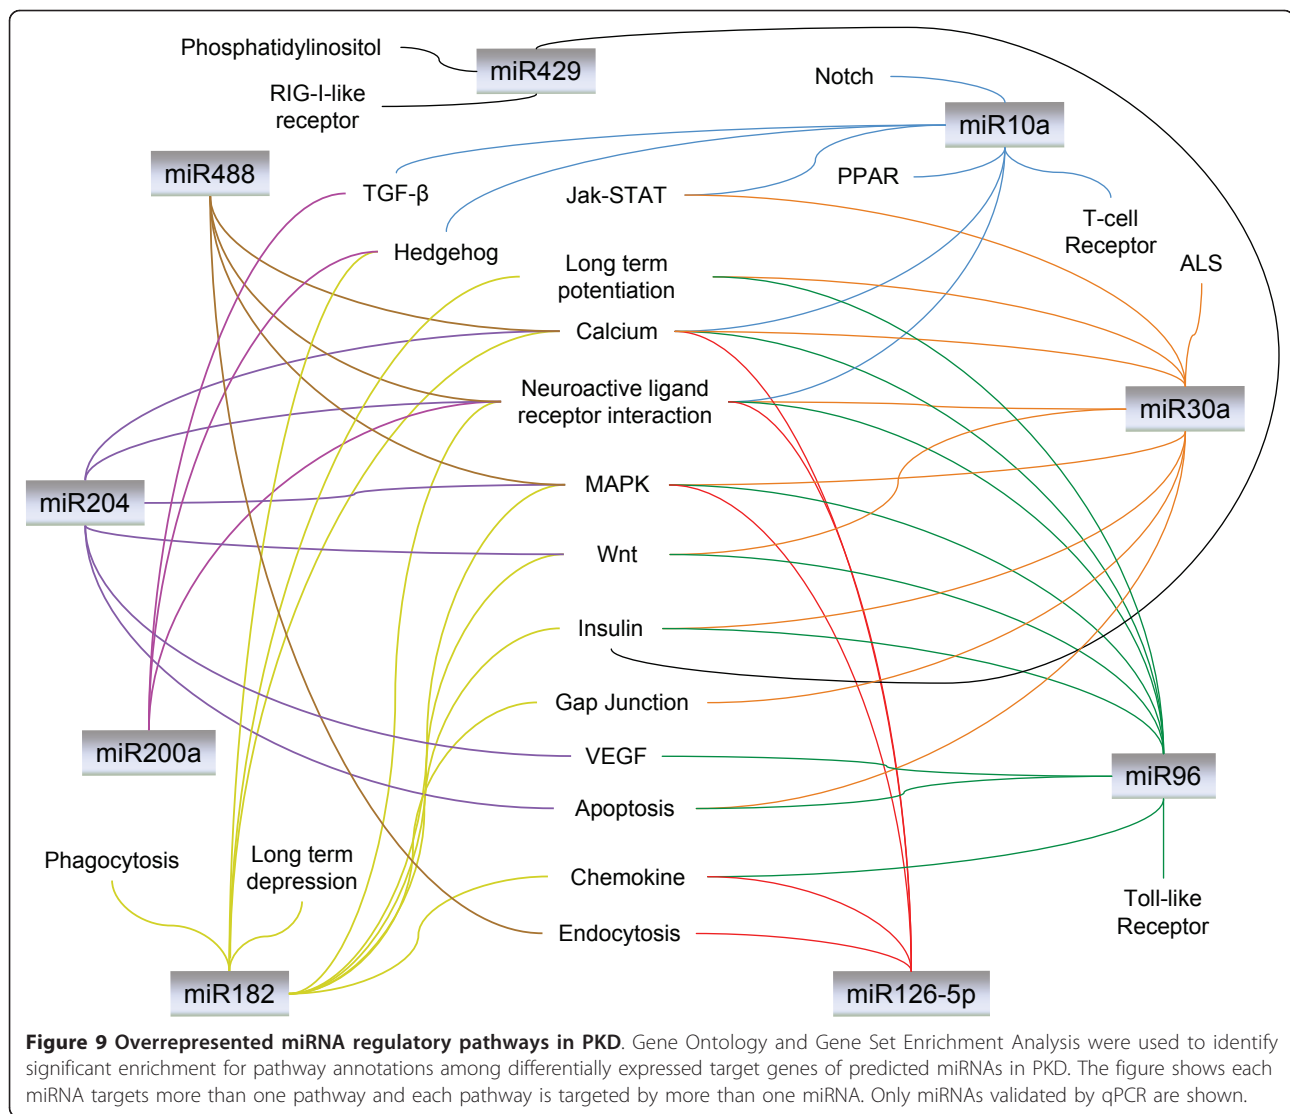 Phosphatidylinositol
miR429
RIG-I-like
receptor
Notch
miR10a
miR488
TGF-β
Jak-STAT
PPAR
T-cell
Receptor
Hedgehog
Long term
potentiation
ALS
Calcium
Neuroactive ligand
receptor interaction
miR30a
miR204
MAPK
Wnt
Insulin
Gap Junction
miR200a
VEGF
miR96
Apoptosis
Phagocytosis
Long term
depression
Chemokine
Toll-like
Receptor
Endocytosis
miR182
miR126-5p
Figure 9 Overrepresented miRNA regulatory pathways in PKD. Gene Ontology and Gene Set Enrichment Analysis were used to identify
significant enrichment for pathway annotations among differentially expressed target genes of predicted miRNAs in PKD. The figure shows each
miRNA targets more than one pathway and each pathway is targeted by more than one miRNA. Only miRNAs validated by qPCR are shown.